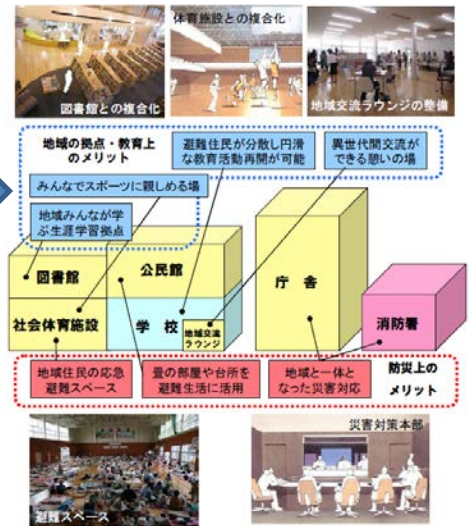 図書館との複合化
体育施設との複合化
地域交流ラウンジの整備
地域の拠点・教育上
のメリット
避難住民が分散し円滑
な教育活動再開が可能
異世代間交流が
できる憩いの場
みんなでスポーツに親しめる場
地域みんなが学
ぶ生涯学習拠点
図書館
公民館
庁 舎
社会体育施設
学 校
地域交流
ラウンジ
消防署
地域住民の応急
避難スペース
畳の部屋や台所を
避難生活に活用
地域と一体と
なった災害対応
防災上の
メリット
避難スペース
災害対策本部